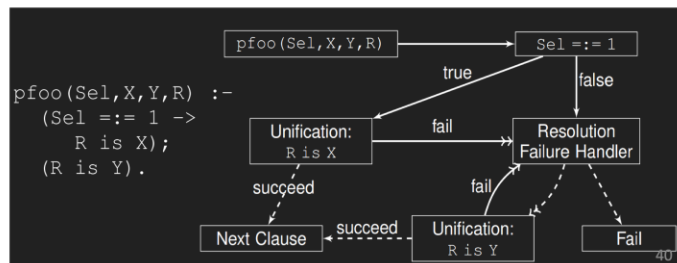 pfoo(Sel,X,Y,R)
Sel =:= 1
true
false
pfoo(Sel,X,Y,R) :-
(Sel =:= 1 ->
R is X);
(R is Y).
Unification:
R is X
fail
Resolution
Failure Handler
succeed
fail
Next Clause
succeed
Unification:
R is Y
Fail
40